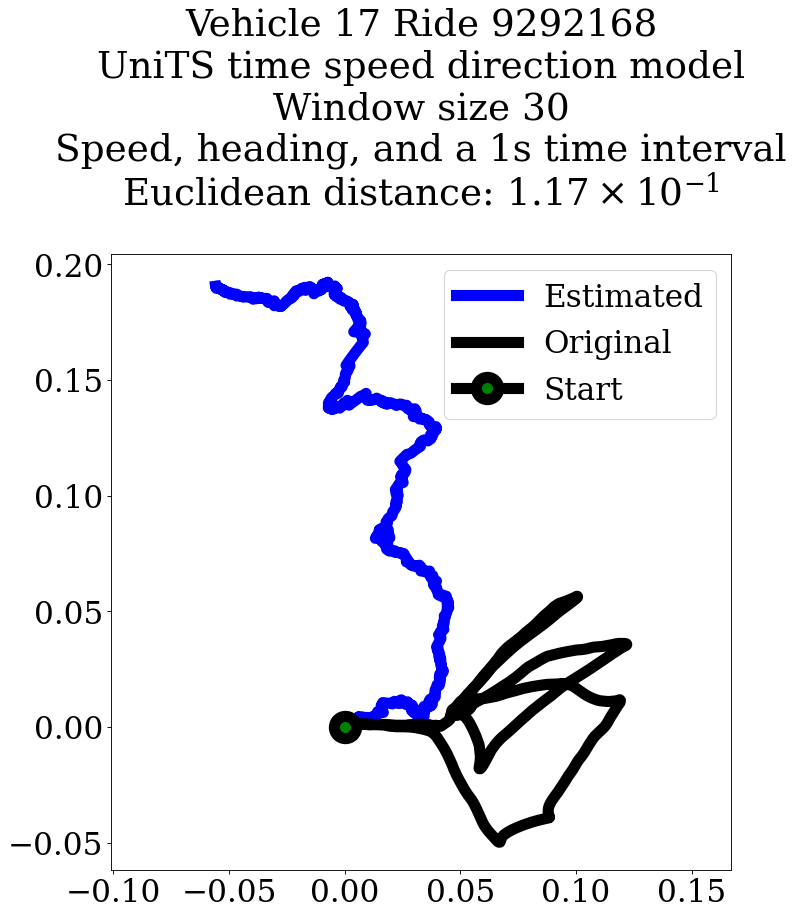 Vehicle 17 Ride 9292168
UniTS time speed direction model
Window size 30
Speed, heading, and a 1s time interval
Euclidean distance: 1.17 × 10⁻¹
0.20
0.15
0.10
0.05
0.00
−0.05
Estimated
Original
Start
−0.10 −0.05 0.00 0.05 0.10 0.15